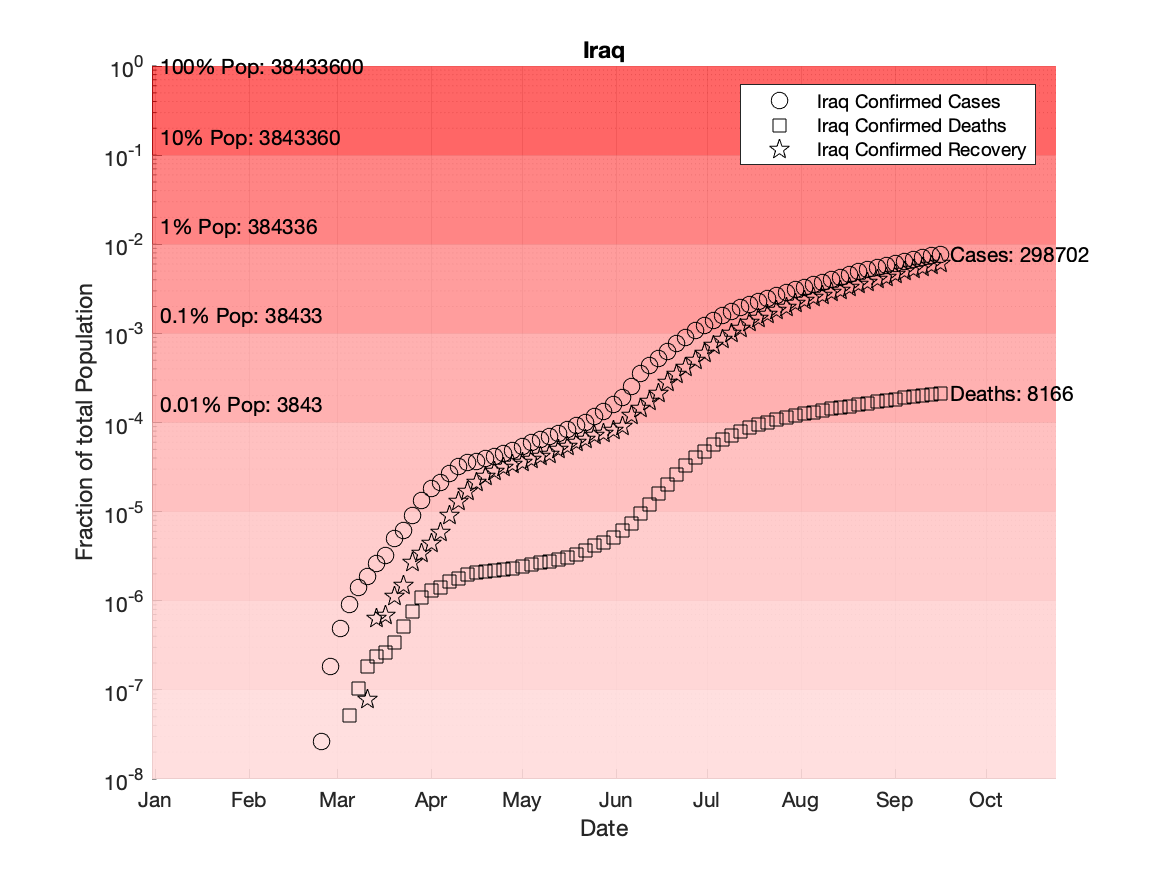 Iraq
10^0
100% Pop: 38433600
Iraq Confirmed Cases
Iraq Confirmed Deaths
Iraq Confirmed Recovery
10% Pop: 3843360
10^-1
1% Pop: 384336
10^-2
Cases: 298702
0.1% Pop: 38433
10^-3
Deaths: 8166
0.01% Pop: 3843
10^-4
10^-5
10^-6
10^-7
10^-8
Fraction of total Population
Jan Feb Mar Apr May Jun Jul Aug Sep Oct
Date